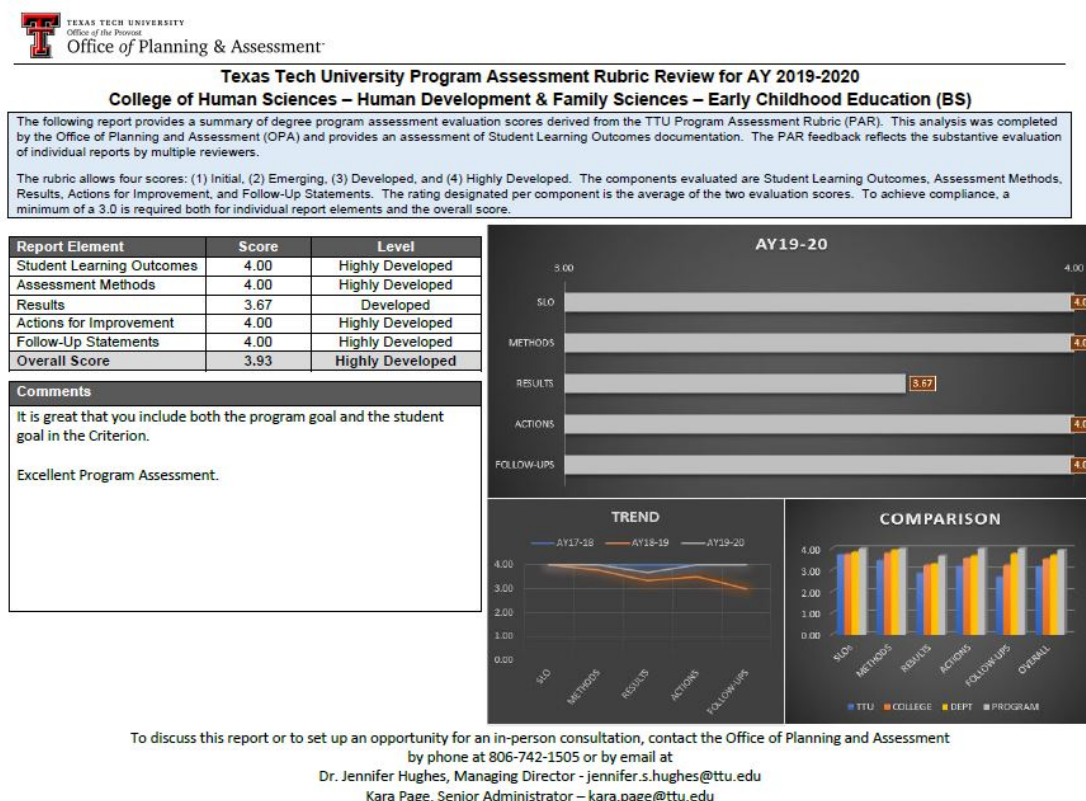 TEXAS TECH UNIVERSITY
Office of the Provost
Office of Planning & Assessment
Texas Tech University Program Assessment Rubric Review for AY 2019-2020
College of Human Sciences – Human Development & Family Sciences – Early Childhood Education (BS)
The following report provides a summary of degree program assessment evaluation scores derived from the TTU Program Assessment Rubric (PAR). This analysis was completed
by the Office of Planning and Assessment (OPA) and provides an assessment of Student Learning Outcomes documentation. The PAR feedback reflects the substantive evaluation
of individual reports by multiple reviewers.
The rubric allows four scores: (1) Initial, (2) Emerging, (3) Developed, and (4) Highly Developed. The components evaluated are Student Learning Outcomes, Assessment Methods,
Results, Actions for Improvement, and Follow-Up Statements. The rating designated per component is the average of the two evaluation scores. To achieve compliance, a
minimum of a 3.0 is required both for individual report elements and the overall score.
Report Element Score Level
Student Learning Outcomes 4.00 Highly Developed
Assessment Methods 4.00 Highly Developed
Results 3.67 Developed
Actions for Improvement 4.00 Highly Developed
Follow-Up Statements 4.00 Highly Developed
Overall Score 3.93 Highly Developed
Comments
It is great that you include both the program goal and the student
goal in the Criterion.
Excellent Program Assessment.
AY19-20
3.00 4.00
SLO 4.0
METHODS 4.0
RESULTS 3.67
ACTIONS 4.0
FOLLOW-UPS 4.0
TREND
AY17-18 AY18-19 AY19-20
4.00
3.00
2.00
1.00
0.00
SLO METHODS RESULTS ACTIONS FOLLOW-UPS
COMPARISON
4.00
3.00
2.00
1.00
0.00
SLOs METHODS RESULTS ACTIONS FOLLOW-UPS OVERALL
TTU COLLEGE DEPT PROGRAM
To discuss this report or to set up an opportunity for an in-person consultation, contact the Office of Planning and Assessment
by phone at 806-742-1505 or by email at
Dr. Jennifer Hughes, Managing Director - jennifer.s.hughes@ttu.edu
Kara Page, Senior Administrator – kara.page@ttu.edu